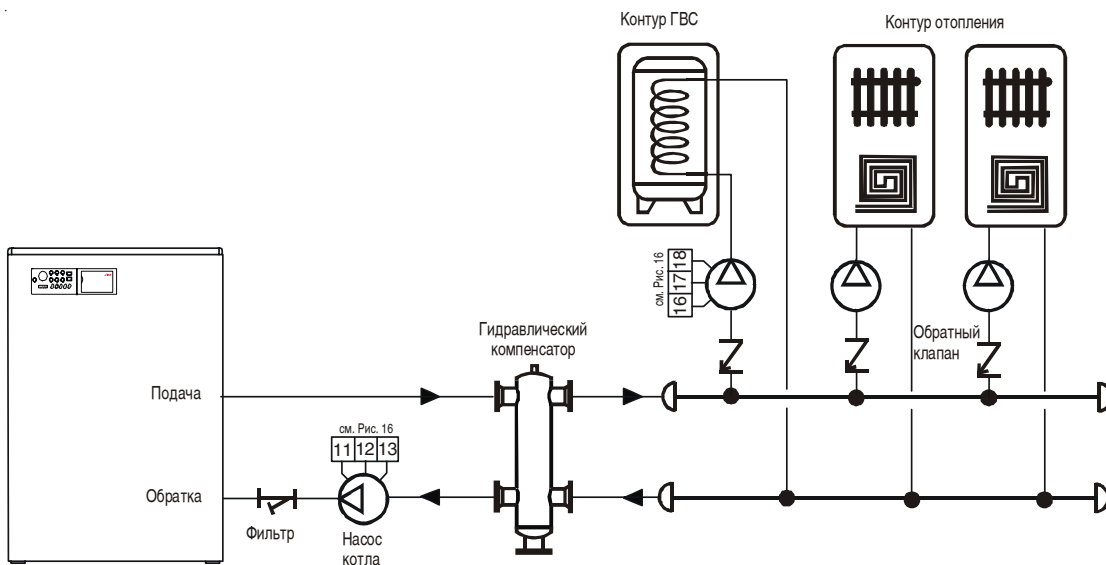 Контур ГВС
Контур отопления
см. Рис. 16
16 17 18
Обратный
клапан
Гидравлический
компенсатор
Подача
см. Рис. 16
11 12 13
Обратка
Фильтр
Насос
котла